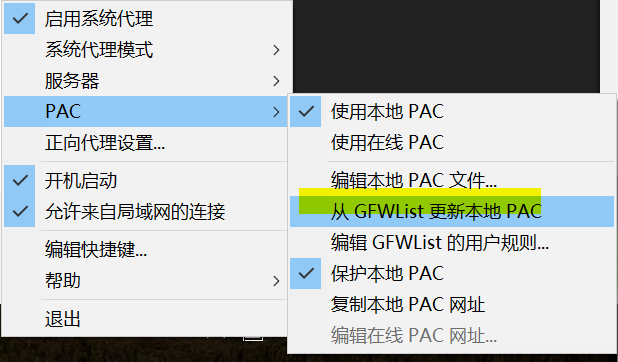 启用系统代理
系统代理模式
服务器
PAC
正向代理设置...
开机启动
允许来自局域网的连接
编辑快捷键...
帮助
退出
使用本地 PAC
使用在线 PAC
编辑本地 PAC 文件...
从 GFWList 更新本地 PAC
编辑 GFWList 的用户规则...
保护本地 PAC
复制本地 PAC 网址
编辑在线 PAC 网址...